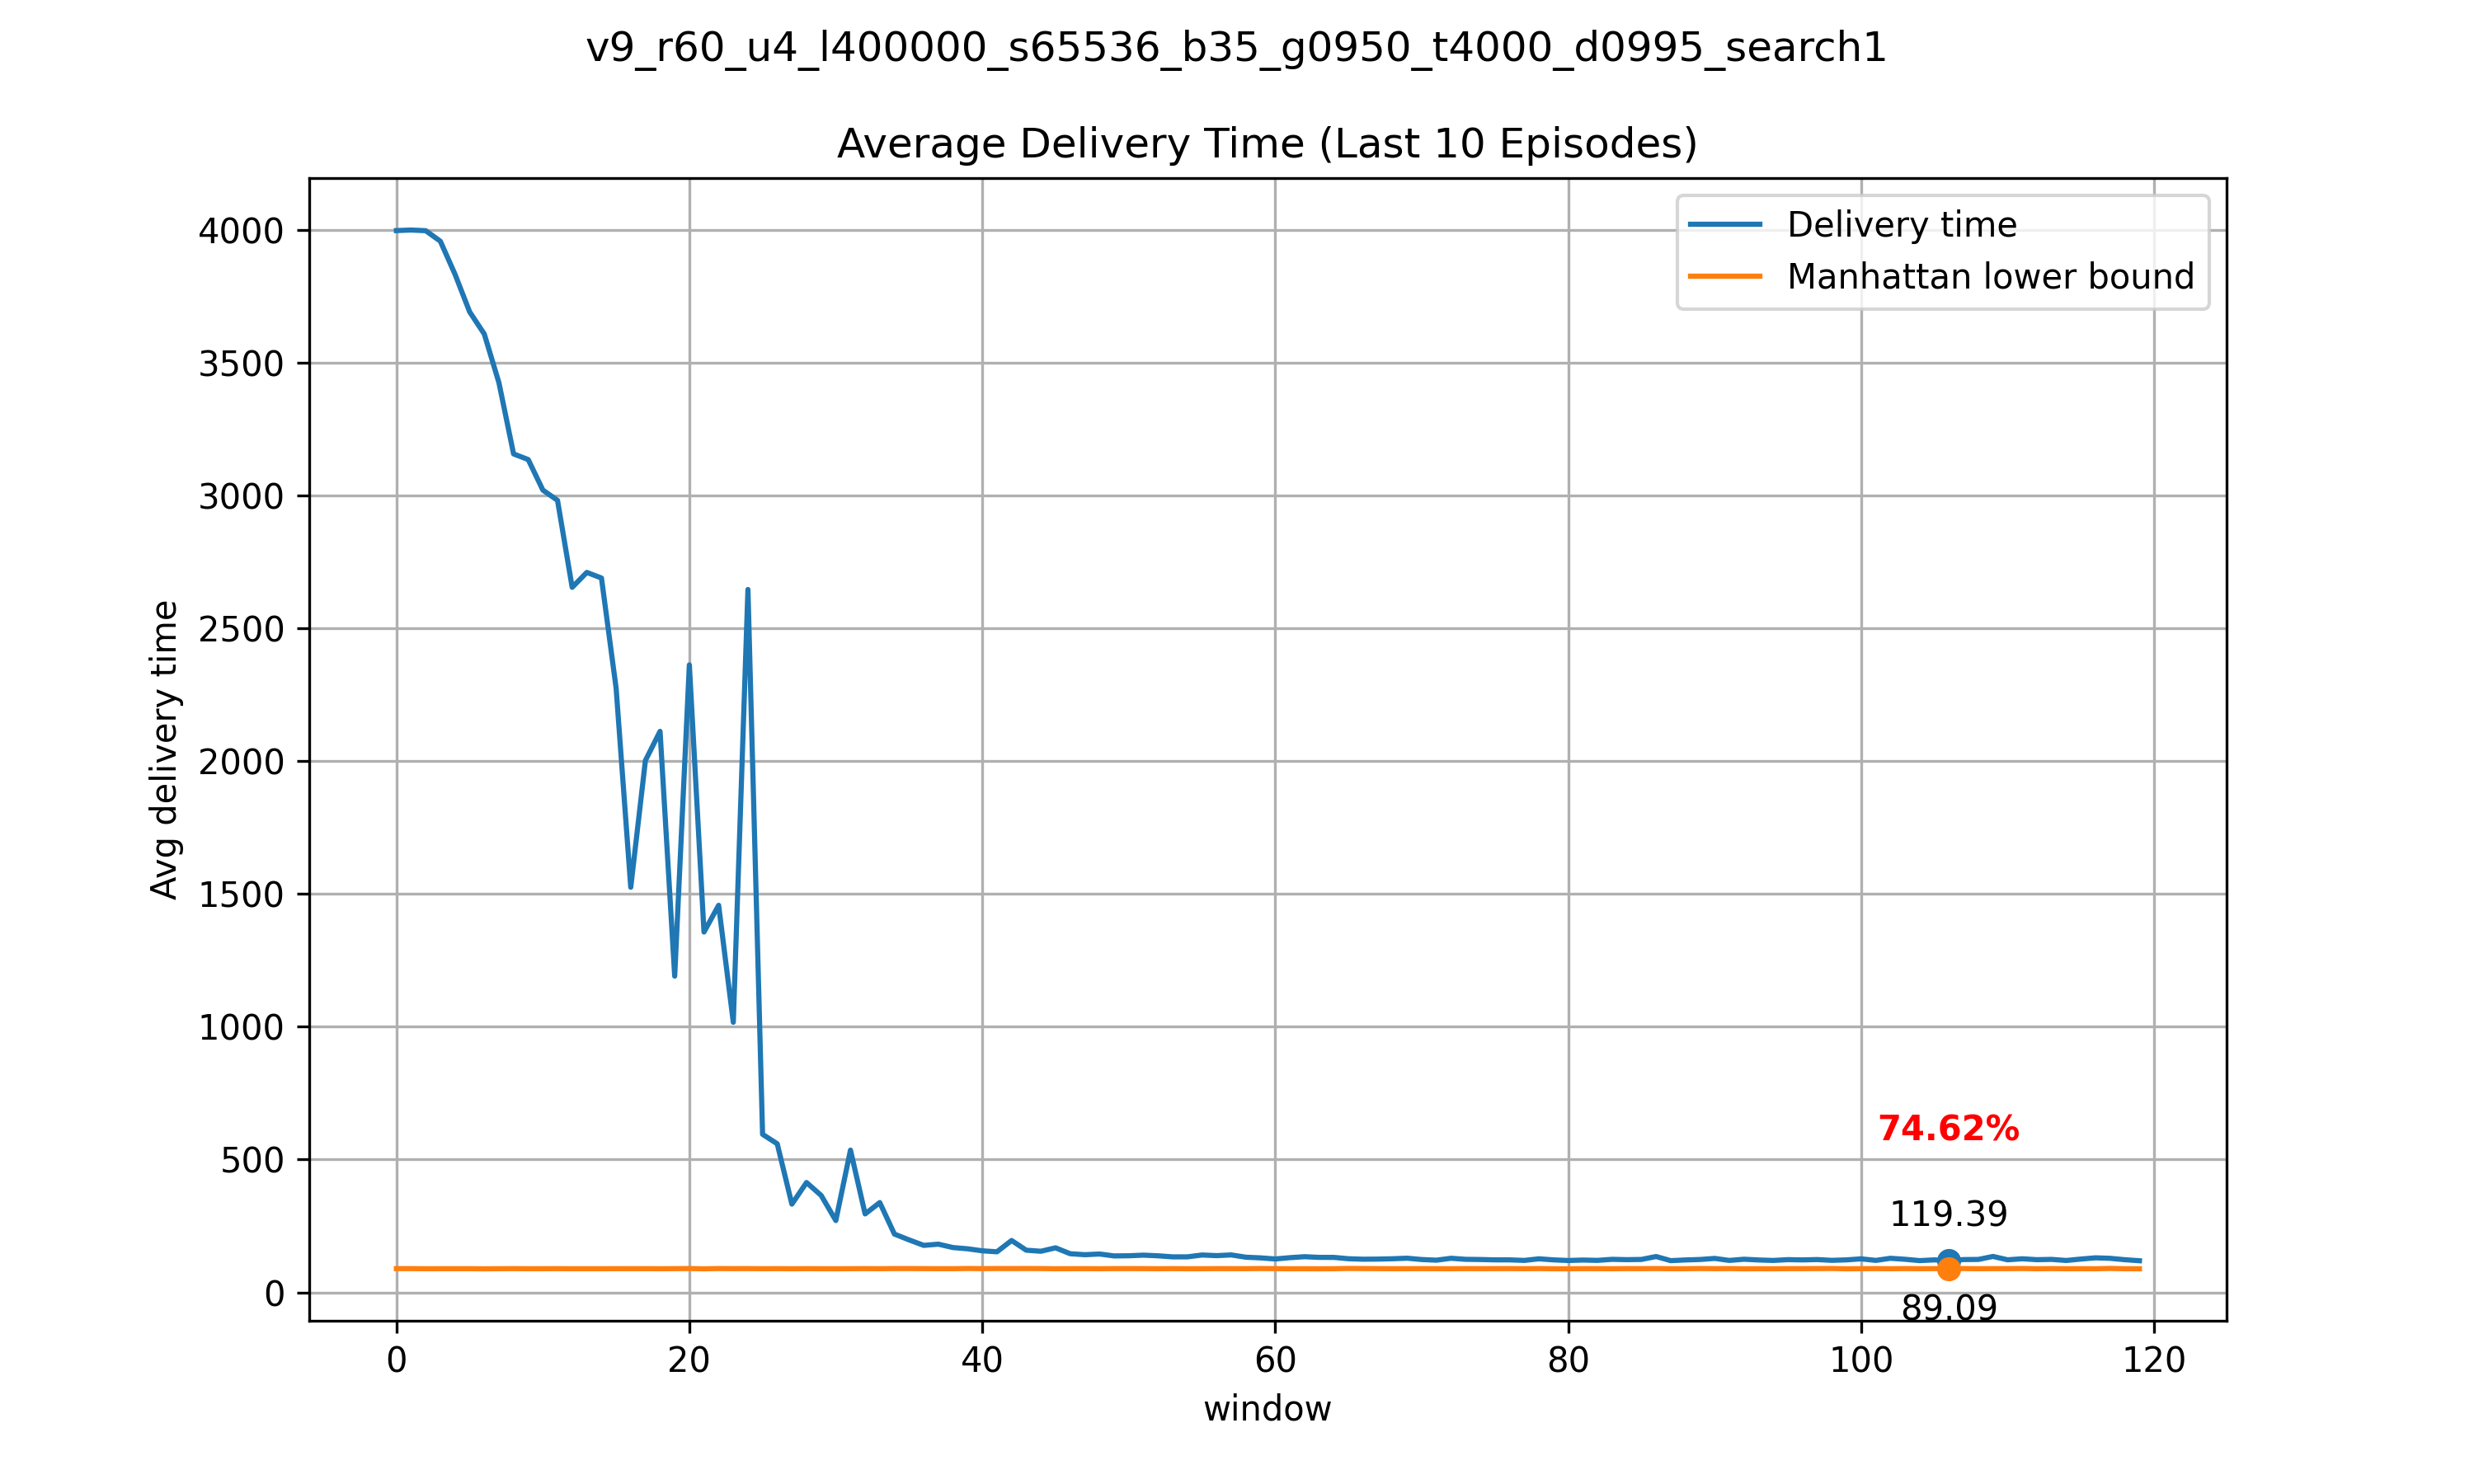 v9_r60_u4_l400000_s65536_b35_g0950_t4000_d0995_search1
Average Delivery Time (Last 10 Episodes)
Delivery time
Manhattan lower bound
Avg delivery time
4000
3500
3000
2500
2000
1500
1000
500
0
74.62%
119.39
89.09
0 20 40 60 80 100 120
window